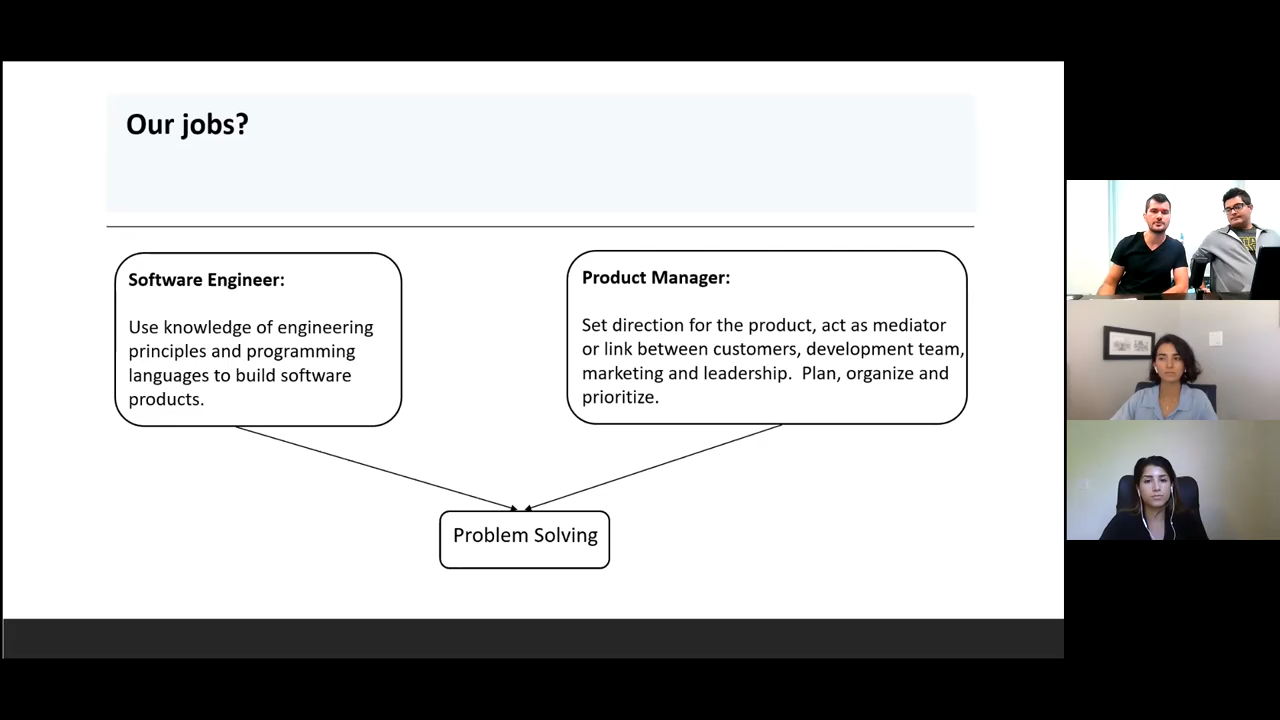 Our jobs?
Software Engineer:
Use knowledge of engineering
principles and programming
languages to build software
products.
Product Manager:
Set direction for the product, act as mediator
or link between customers, development team,
marketing and leadership.  Plan, organize and
prioritize.
Problem Solving